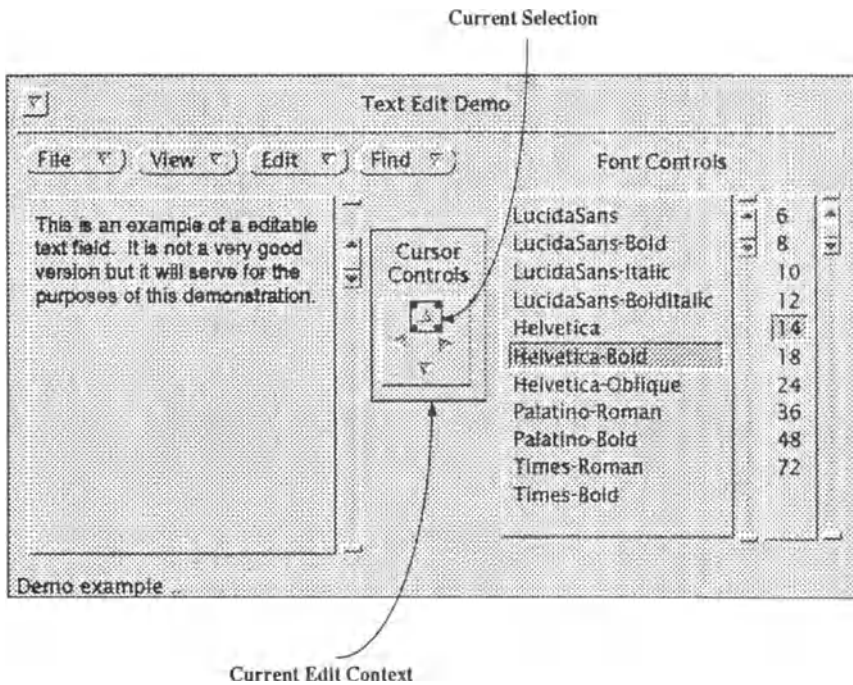 Current Selection
Text Edit Demo
File View Edit Find
Font Controls
This is an example of a editable
text field. It is not a very good
version but it will serve for the
purposes of this demonstration.
Cursor
Controls
LucidaSans
LucidaSans-Bold
LucidaSans-Italic
LucidaSans-BoldItalic
Helvetica
Helvetica-Bold
Helvetica-Oblique
Palatino-Roman
Palatino-Bold
Times-Roman
Times-Bold
6
8
10
12
14
18
24
36
48
72
Demo example ..
Current Edit Context